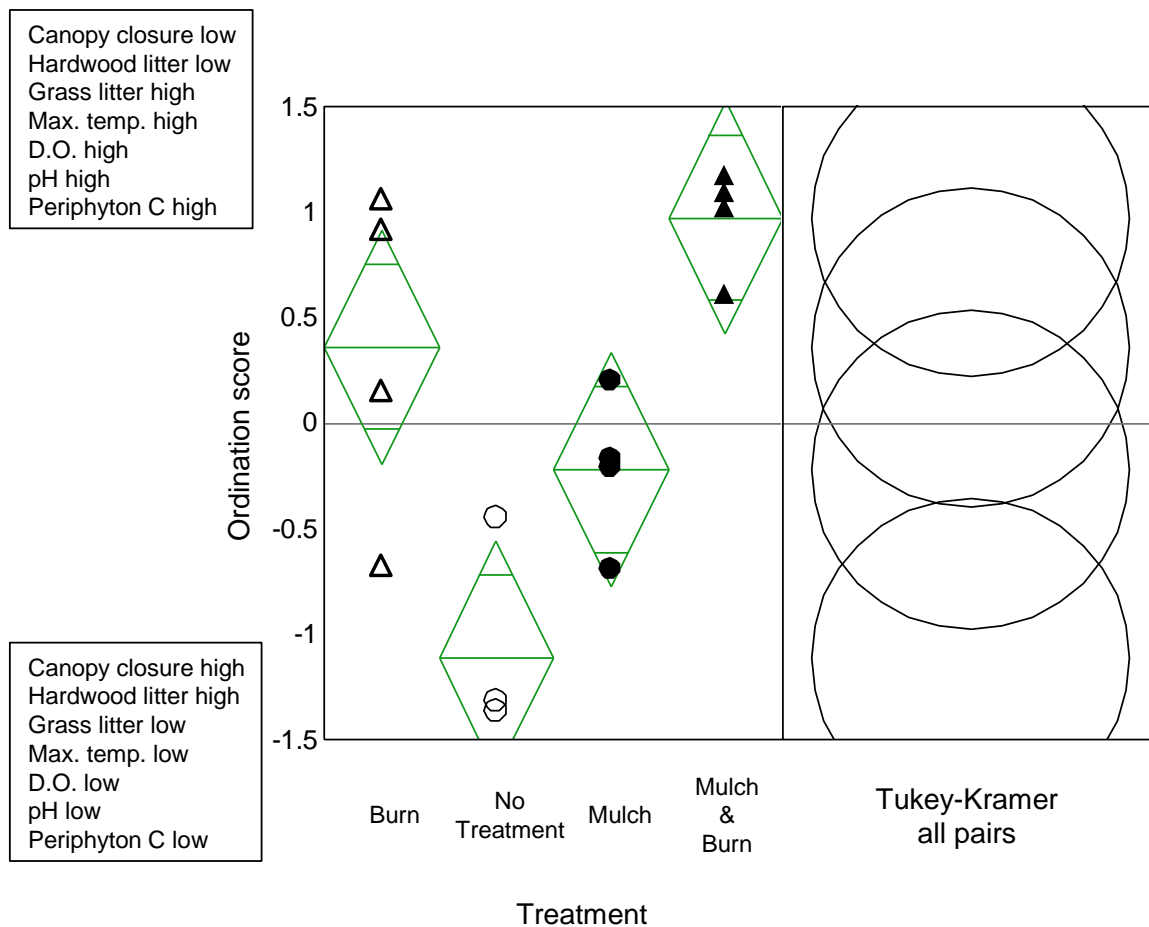 Canopy closure low
Hardwood litter low
Grass litter high
Max. temp. high
D.O. high
pH high
Periphyton C high
Canopy closure high
Hardwood litter high
Grass litter low
Max. temp. low
D.O. low
pH low
Periphyton C low
Ordination score
1.5
1
0.5
0
-0.5
-1
-1.5
Burn
No
Treatment
Mulch
Mulch
&
Burn
Tukey-Kramer
all pairs
Treatment